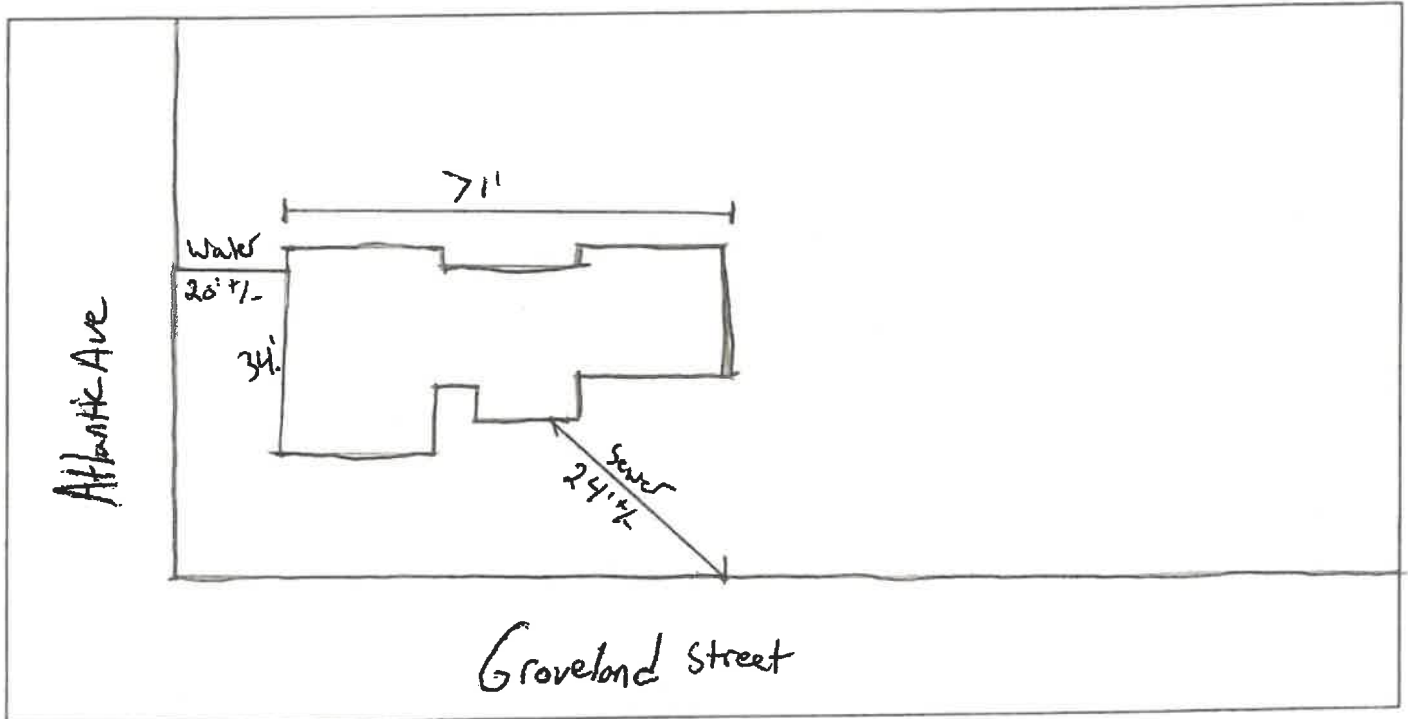 71'
Water
20' +/-
34'
Atlantic Ave
Sewer
24' +/-
Groveland Street